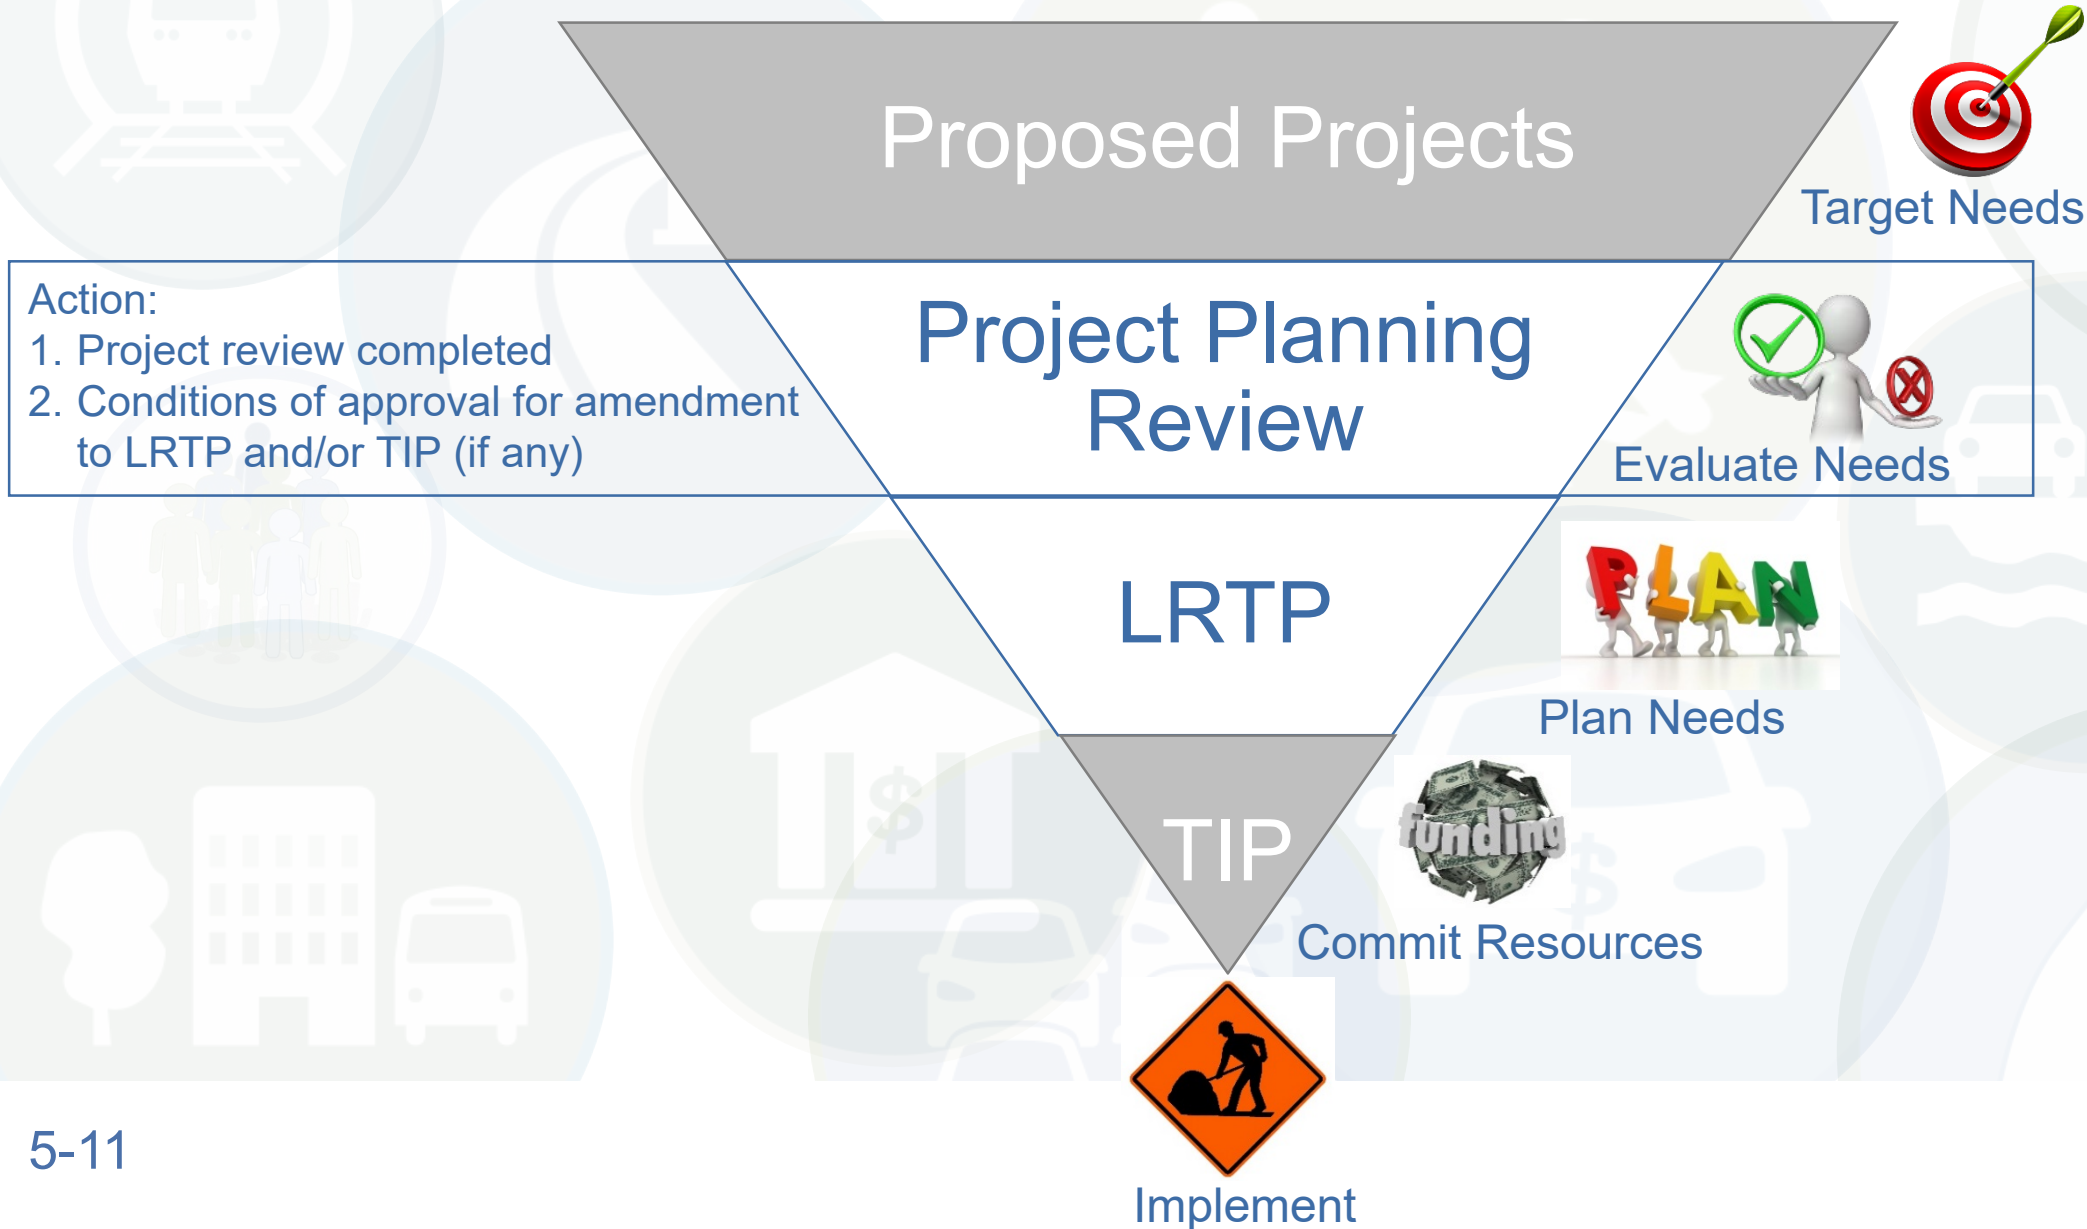 Proposed Projects
Target Needs
Action:
1. Project review completed
2. Conditions of approval for amendment
to LRTP and/or TIP (if any)
Project Planning
Review
X
Evaluate Needs
LRTP
PLAN
Plan Needs
$
TIP
funding
$
Commit Resources
5-11
Implement